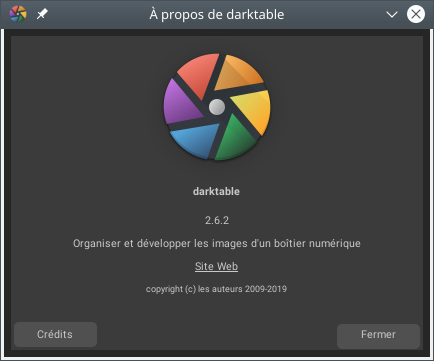 À propos de darktable
darktable
2.6.2
Organiser et développer les images d'un boîtier numérique
Site Web
copyright (c) les auteurs 2009-2019
Crédits
Fermer